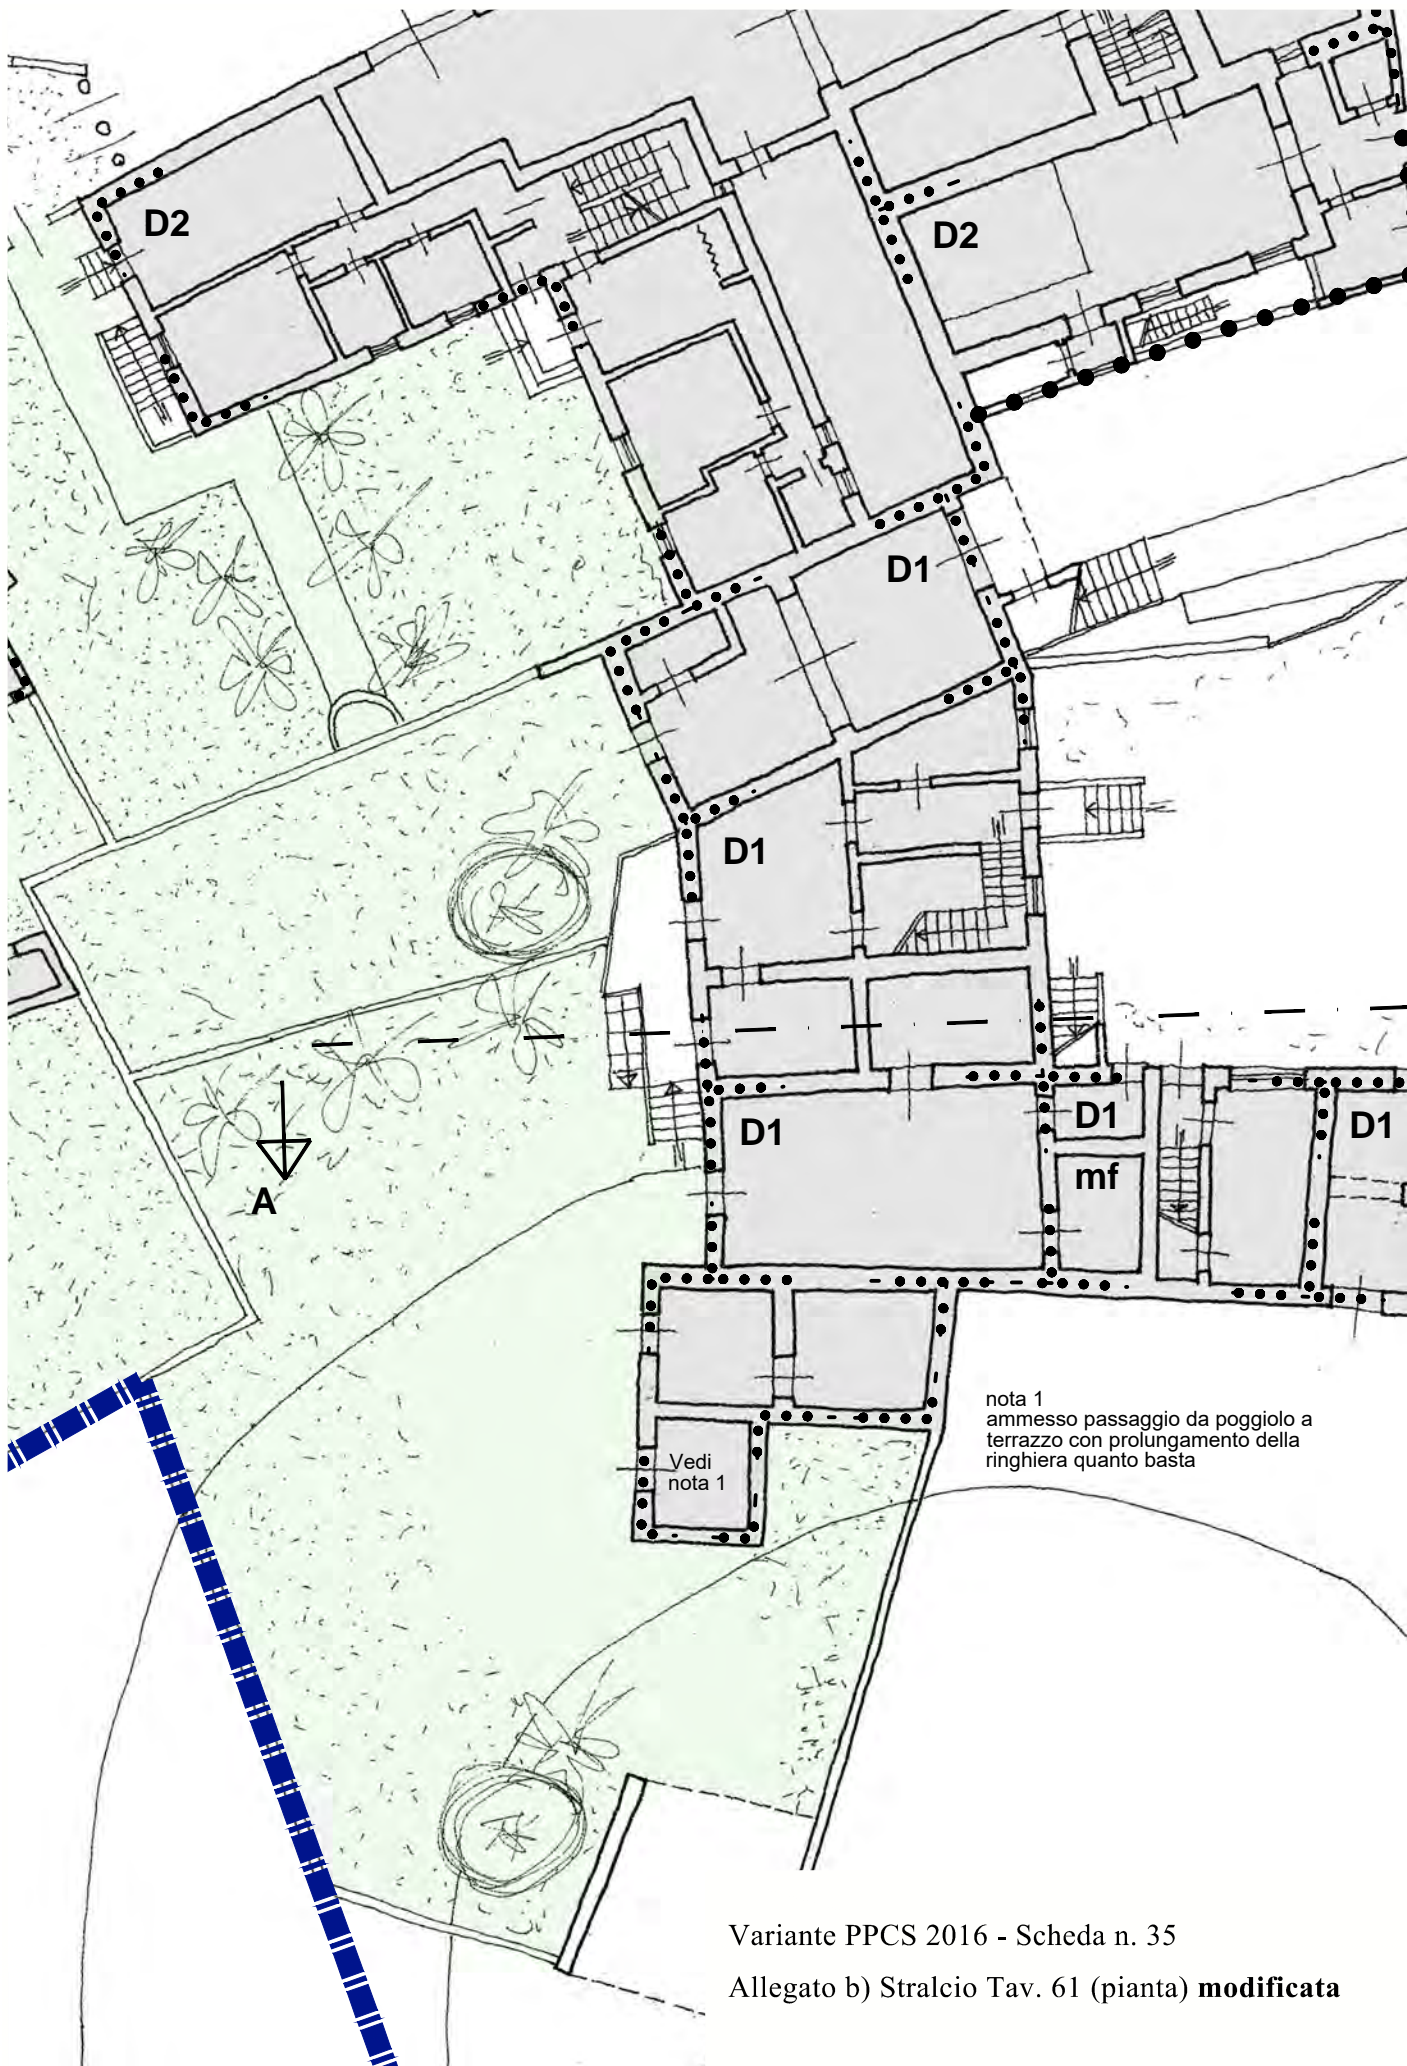 D2
D2
D1
D1
D1
D1
D1
mf
A
nota 1
ammesso passaggio da poggiolo a
terrazzo con prolungamento della
ringhiera quanto basta
Vedi
nota 1
Variante PPCS 2016 - Scheda n. 35
Allegato b) Stralcio Tav. 61 (pianta) modificata